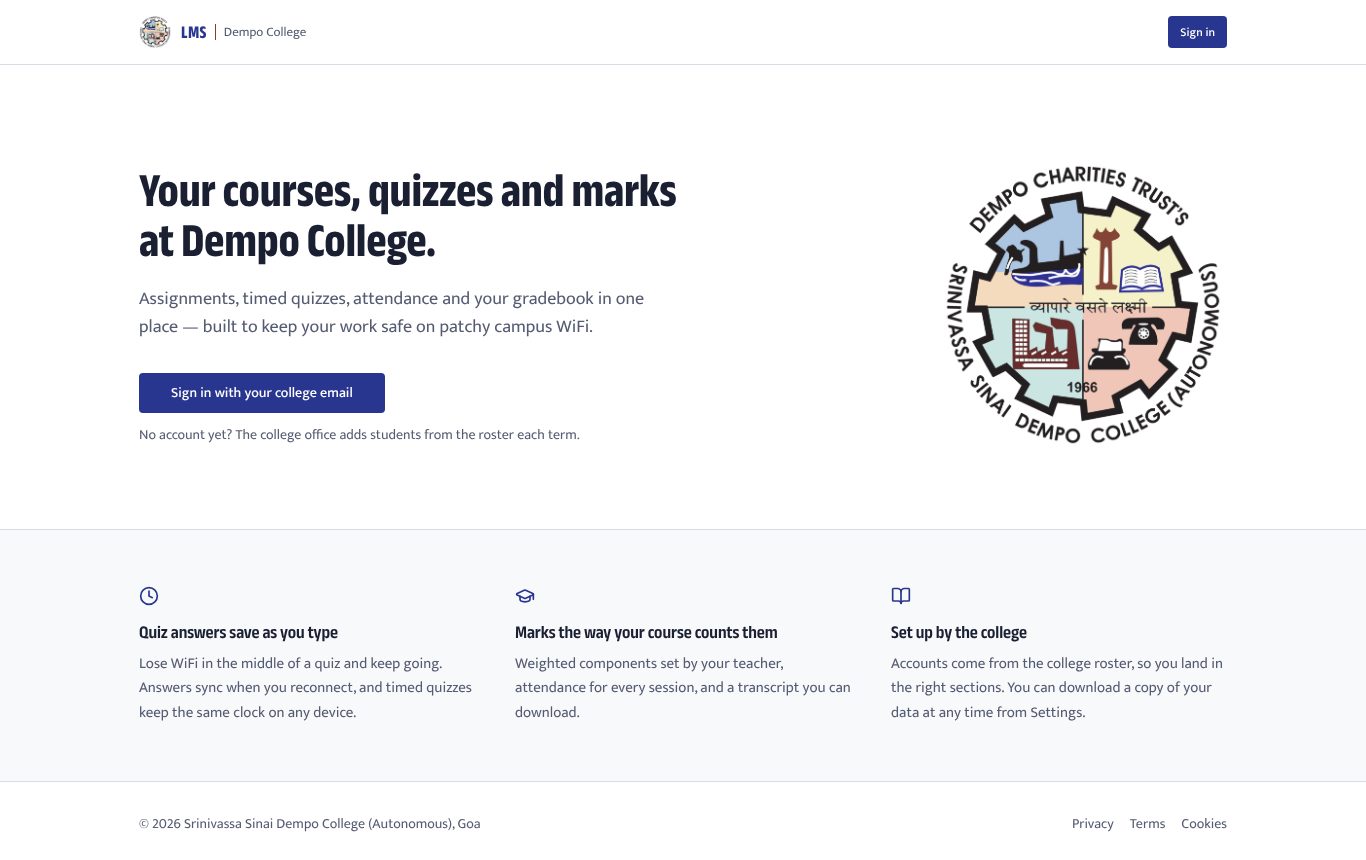 LMS
Dempo College
Sign in
Your courses, quizzes and marks
at Dempo College.
Assignments, timed quizzes, attendance and your gradebook in one
place — built to keep your work safe on patchy campus WiFi.
Sign in with your college email
No account yet? The college office adds students from the roster each term.
DEMPO CHARITIES TRUST'S
SRINIVASSA SINAI DEMPO COLLEGE (AUTONOMOUS)
व्यापारे वसते लक्ष्मी
1966
Quiz answers save as you type
Lose WiFi in the middle of a quiz and keep going.
Answers sync when you reconnect, and timed quizzes
keep the same clock on any device.
Marks the way your course counts them
Weighted components set by your teacher,
attendance for every session, and a transcript you can
download.
Set up by the college
Accounts come from the college roster, so you land in
the right sections. You can download a copy of your
data at any time from Settings.
© 2026 Srinivassa Sinai Dempo College (Autonomous), Goa
Privacy
Terms
Cookies